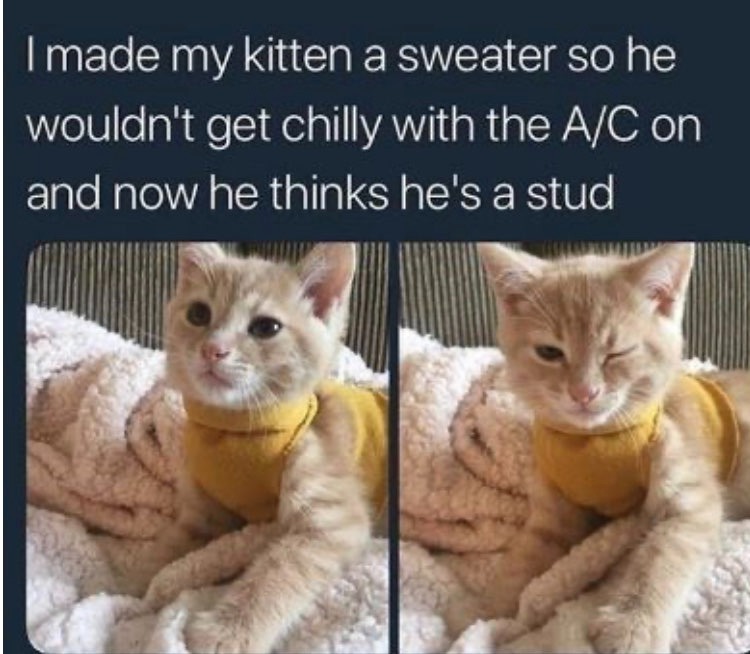 I made my kitten a sweater so he
wouldn't get chilly with the A/C on
and now he thinks he's a stud